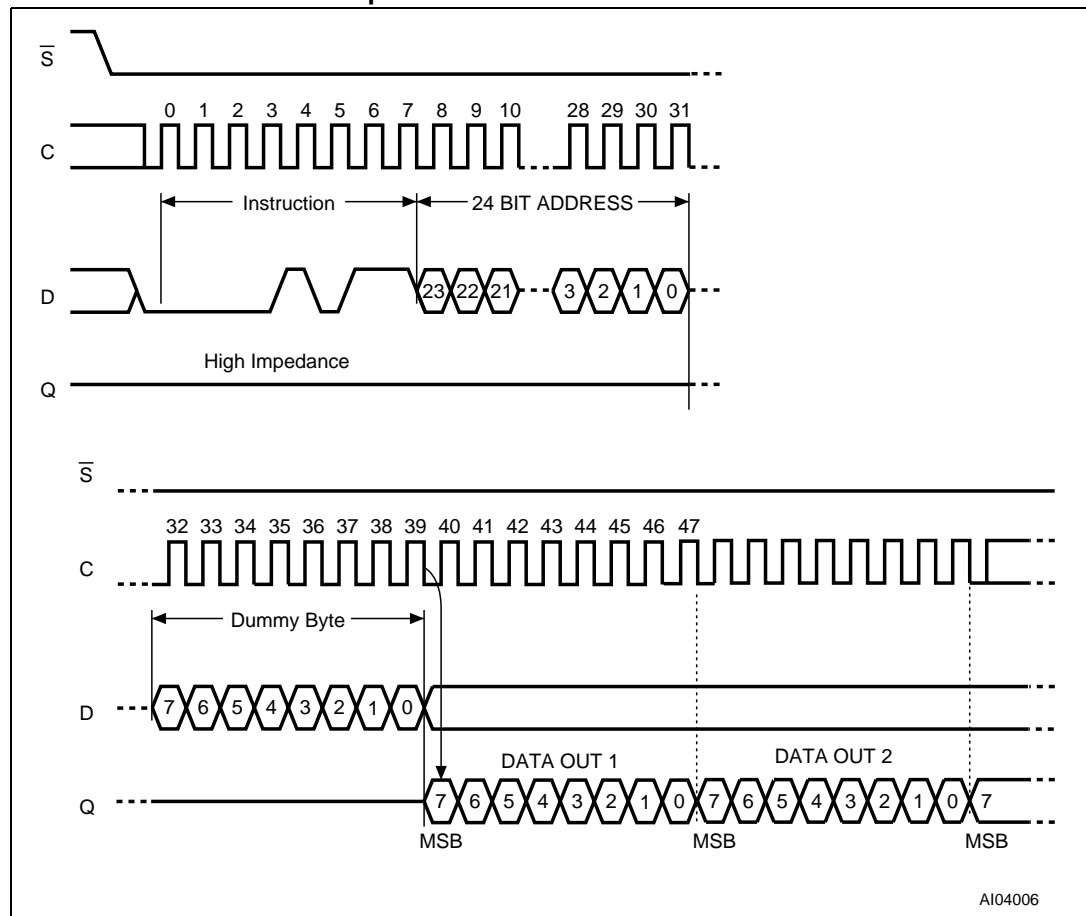 S
0 1 2 3 4 5 6 7 8 9 10 28 29 30 31
C
Instruction 24 BIT ADDRESS
D 23 22 21 3 2 1 0
High Impedance
Q
S
32 33 34 35 36 37 38 39 40 41 42 43 44 45 46 47
C
Dummy Byte
D 7 6 5 4 3 2 1 0
DATA OUT 1 DATA OUT 2
Q 7 6 5 4 3 2 1 0 7 6 5 4 3 2 1 0 7
MSB MSB MSB
AI04006